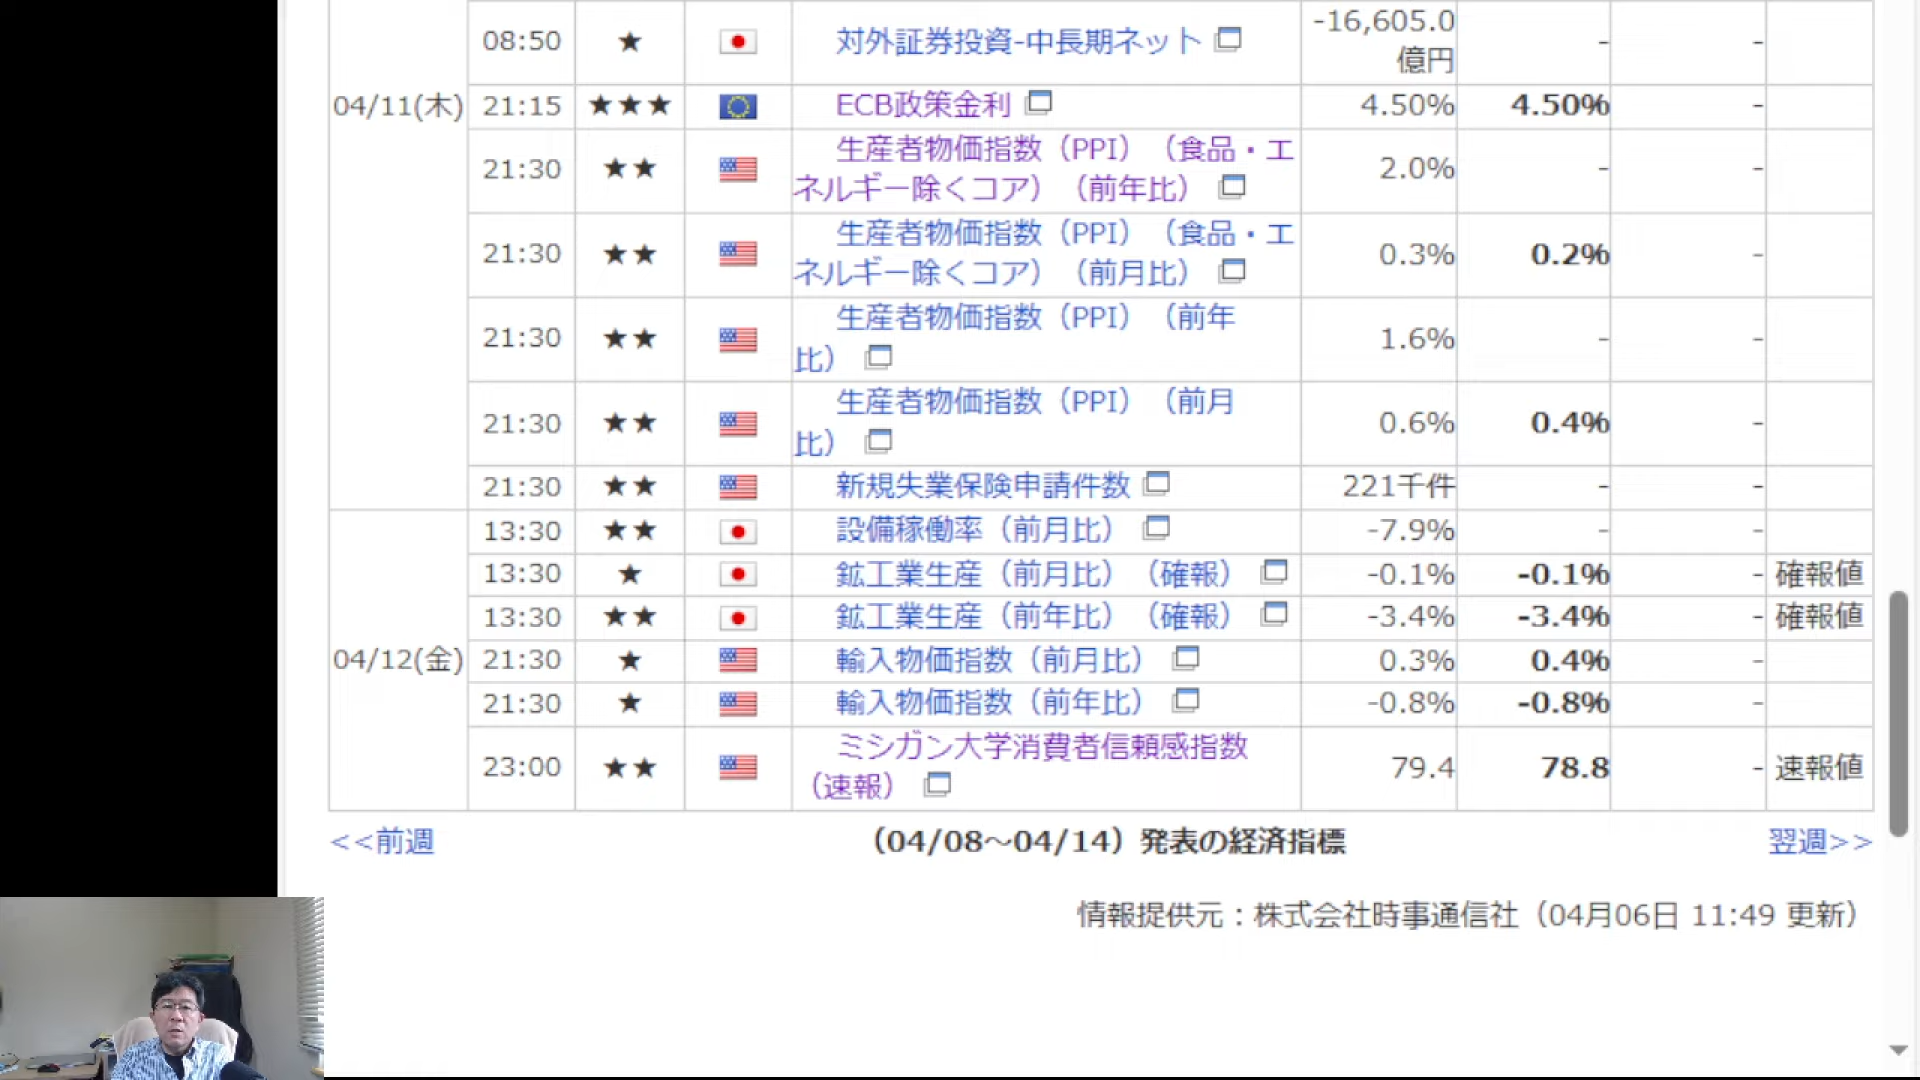 -16,605.0
08:50 ★ 対外証券投資-中長期ネット - -
億円
04/11(木) 21:15 ★★★ ECB政策金利 4.50% 4.50% -
生産者物価指数（PPI）（食品・エ
21:30 ★★ 2.0% - -
ネルギー除くコア）（前年比）
生産者物価指数（PPI）（食品・エ
21:30 ★★ 0.3% 0.2% -
ネルギー除くコア）（前月比）
生産者物価指数（PPI）（前年
21:30 ★★ 1.6% - -
比）
生産者物価指数（PPI）（前月
21:30 ★★ 0.6% 0.4% -
比）
21:30 ★★ 新規失業保険申請件数 221千件 - -
13:30 ★★ 設備稼働率（前月比） -7.9% - -
13:30 ★ 鉱工業生産（前月比）（確報） -0.1% -0.1% - 確報値
13:30 ★★ 鉱工業生産（前年比）（確報） -3.4% -3.4% - 確報値
04/12(金) 21:30 ★ 輸入物価指数（前月比） 0.3% 0.4% -
21:30 ★ 輸入物価指数（前年比） -0.8% -0.8% -
ミシガン大学消費者信頼感指数
23:00 ★★ 79.4 78.8 - 速報値
（速報）
<<前週 （04/08～04/14）発表の経済指標 翌週>>
情報提供元：株式会社時事通信社（04月06日 11:49 更新）